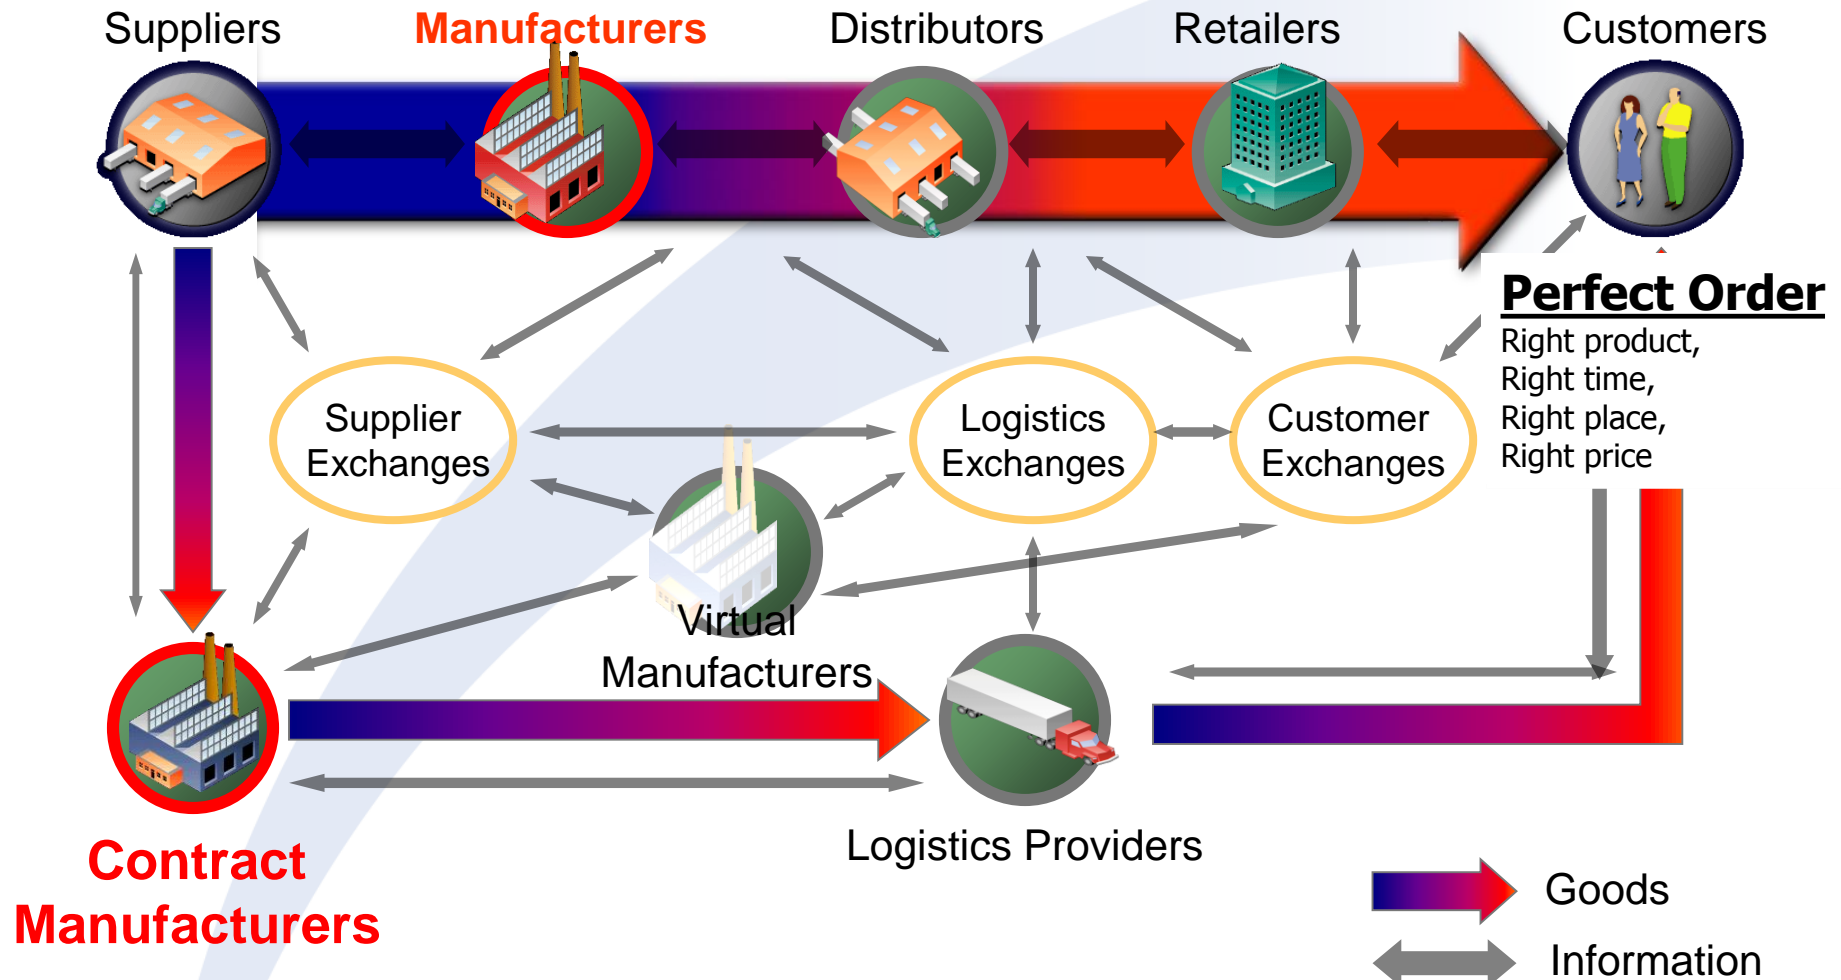 Suppliers
Manufacturers
Distributors
Retailers
Customers
Perfect Order
Right product,
Right time,
Right place,
Right price
Supplier
Exchanges
Logistics
Exchanges
Customer
Exchanges
Virtual
Manufacturers
Logistics Providers
Contract
Manufacturers
Goods
Information